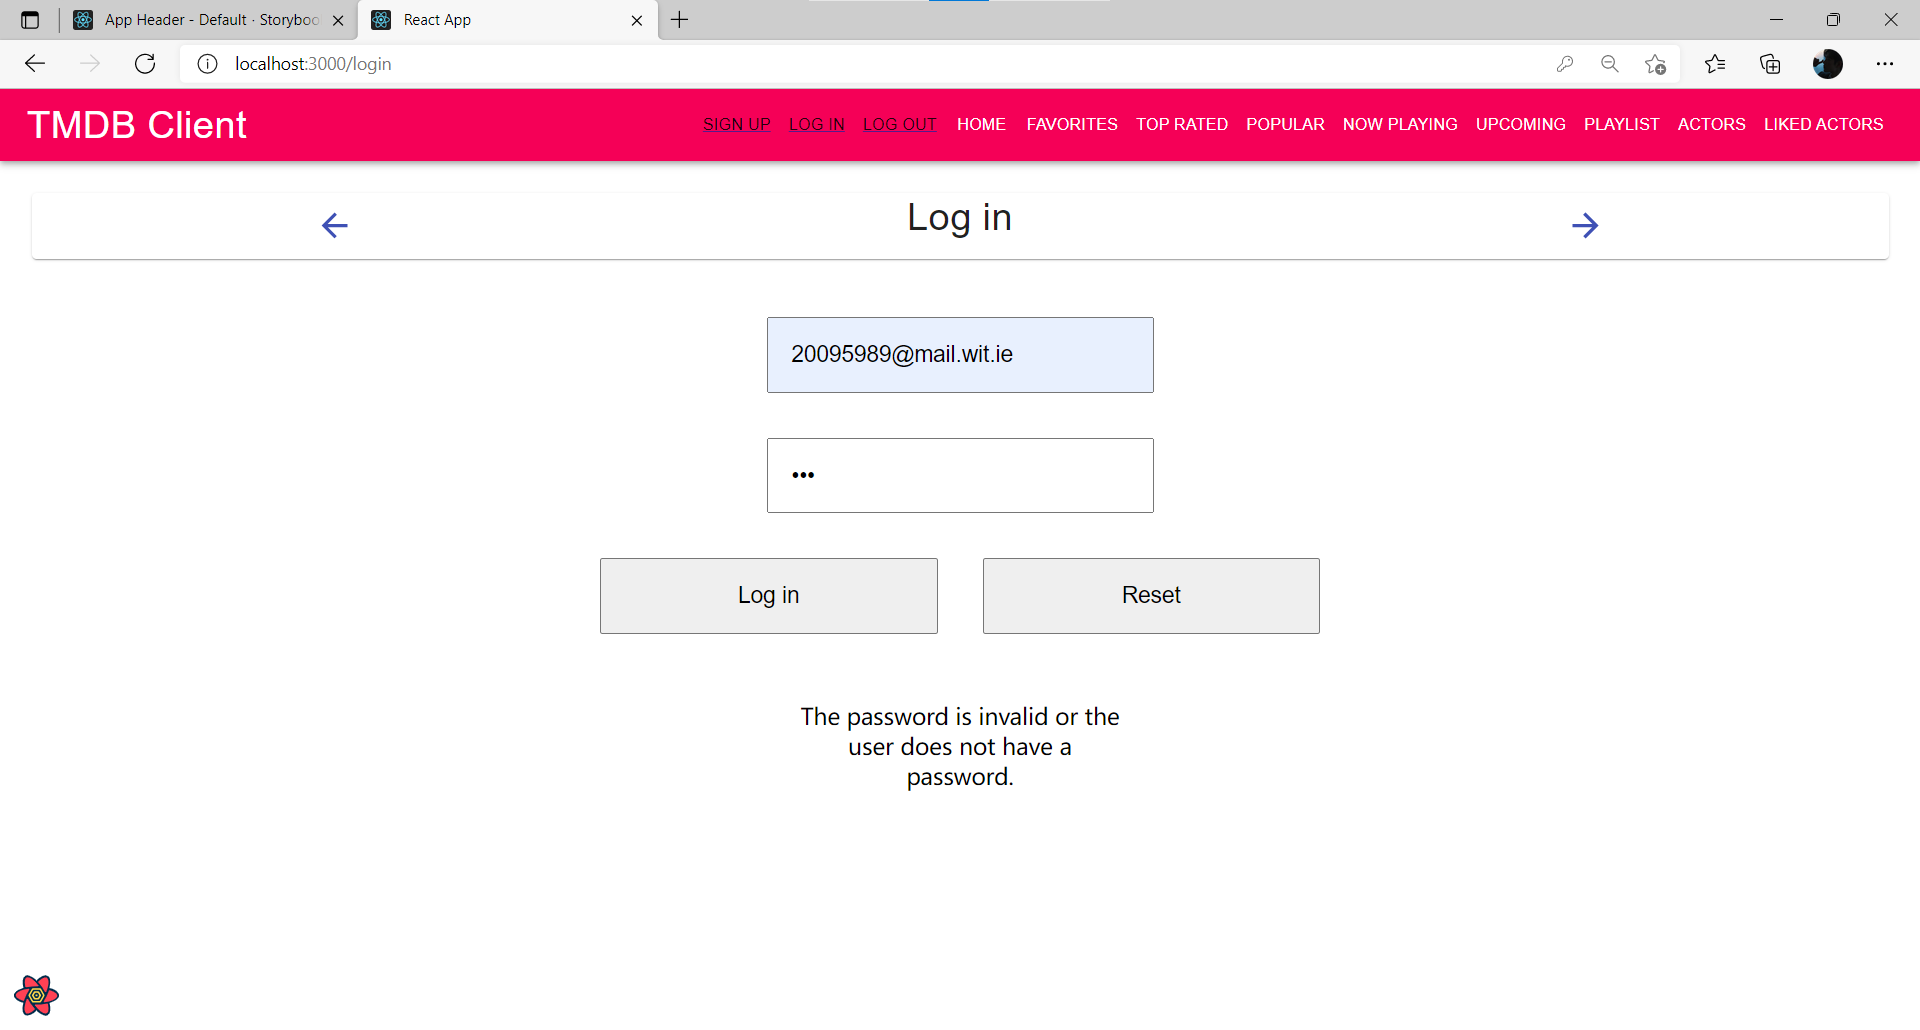 App Header - Default · Storyboo
React App
localhost:3000/login
TMDB Client
SIGN UP LOG IN LOG OUT HOME FAVORITES TOP RATED POPULAR NOW PLAYING UPCOMING PLAYLIST ACTORS LIKED ACTORS
Log in
20095989@mail.wit.ie
•••
Log in
Reset
The password is invalid or the
user does not have a
password.